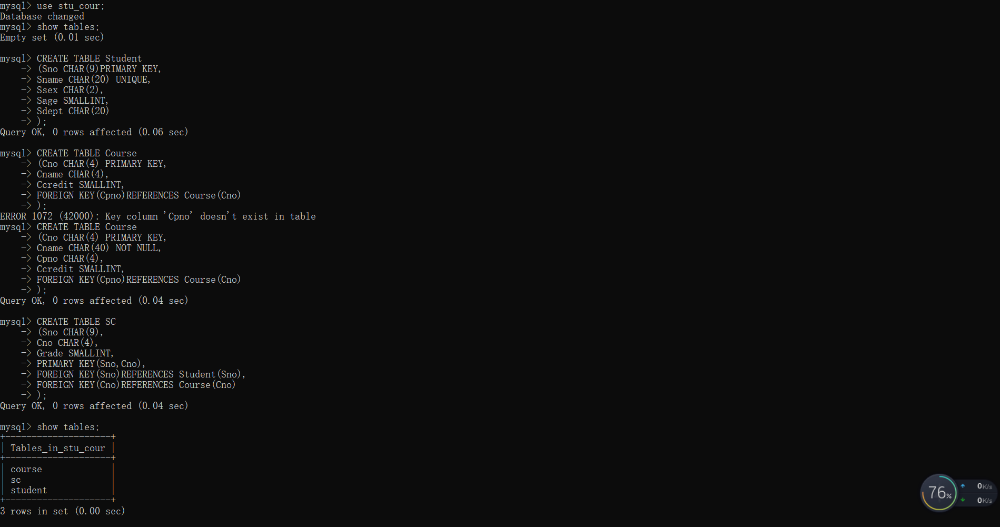 mysql> use stu_cour;
Database changed
mysql> show tables;
Empty set (0.01 sec)
mysql> CREATE TABLE Student
    -> (Sno CHAR(9)PRIMARY KEY,
    -> Sname CHAR(20) UNIQUE,
    -> Ssex CHAR(2),
    -> Sage SMALLINT,
    -> Sdept CHAR(20)
    -> );
Query OK, 0 rows affected (0.06 sec)
mysql> CREATE TABLE Course
    -> (Cno CHAR(4) PRIMARY KEY,
    -> Cname CHAR(4),
    -> Ccredit SMALLINT,
    -> FOREIGN KEY(Cpno)REFERENCES Course(Cno)
    -> );
ERROR 1072 (42000): Key column 'Cpno' doesn't exist in table
mysql> CREATE TABLE Course
    -> (Cno CHAR(4) PRIMARY KEY,
    -> Cname CHAR(40) NOT NULL,
    -> Cpno CHAR(4),
    -> Ccredit SMALLINT,
    -> FOREIGN KEY(Cpno)REFERENCES Course(Cno)
    -> );
Query OK, 0 rows affected (0.04 sec)
mysql> CREATE TABLE SC
    -> (Sno CHAR(9),
    -> Cno CHAR(4),
    -> Grade SMALLINT,
    -> PRIMARY KEY(Sno,Cno),
    -> FOREIGN KEY(Sno)REFERENCES Student(Sno),
    -> FOREIGN KEY(Cno)REFERENCES Course(Cno)
    -> );
Query OK, 0 rows affected (0.04 sec)
mysql> show tables;
+--------------------+
| Tables_in_stu_cour |
+--------------------+
| course             |
| sc                 |
| student            |
+--------------------+
3 rows in set (0.00 sec)
76%
0K/s
0K/s